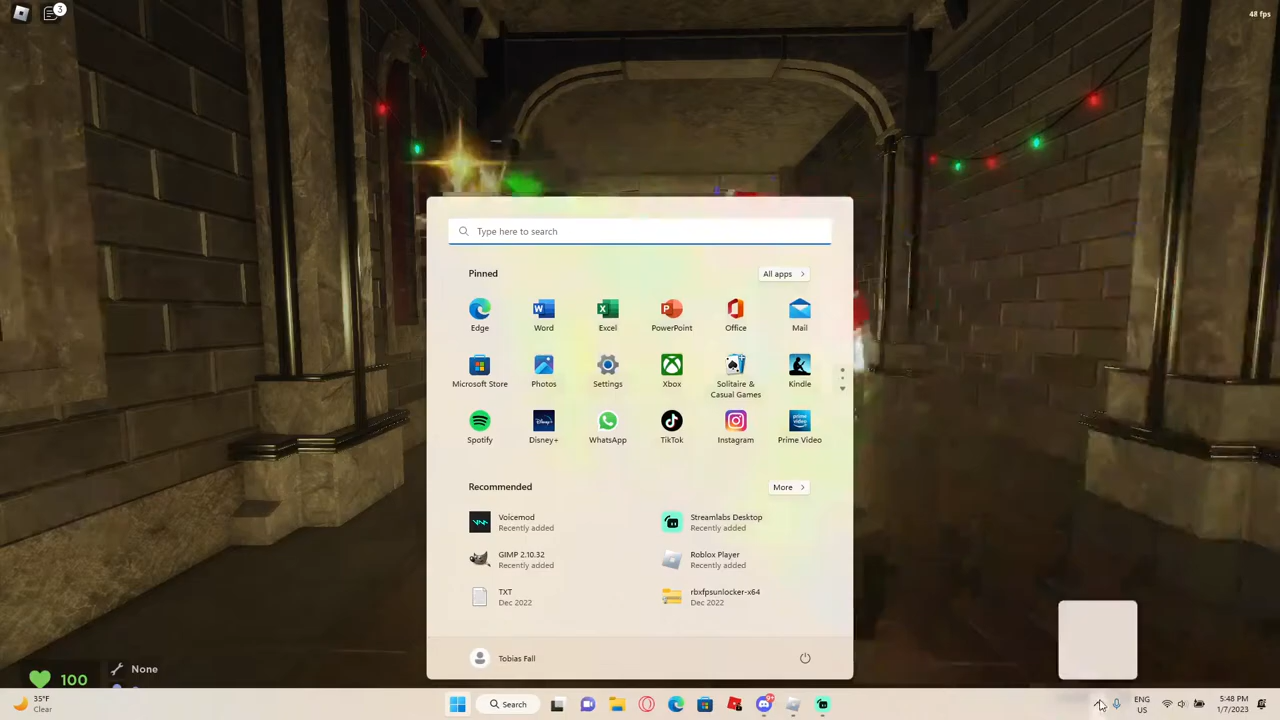 3
48 fps
Type here to search
Pinned
All apps
Edge
Word
Excel
PowerPoint
Office
Mail
Microsoft Store
Photos
Settings
Xbox
Solitaire &
Casual Games
Kindle
Spotify
Disney+
WhatsApp
TikTok
Instagram
Prime Video
Recommended
More
Voicemod
Recently added
Streamlabs Desktop
Recently added
GIMP 2.10.32
Recently added
Roblox Player
Recently added
TXT
Dec 2022
rbxfpsunlocker-x64
Dec 2022
Tobias Fall
100
None
35°F
Clear
Search
ENG
US
5:48 PM
1/7/2023